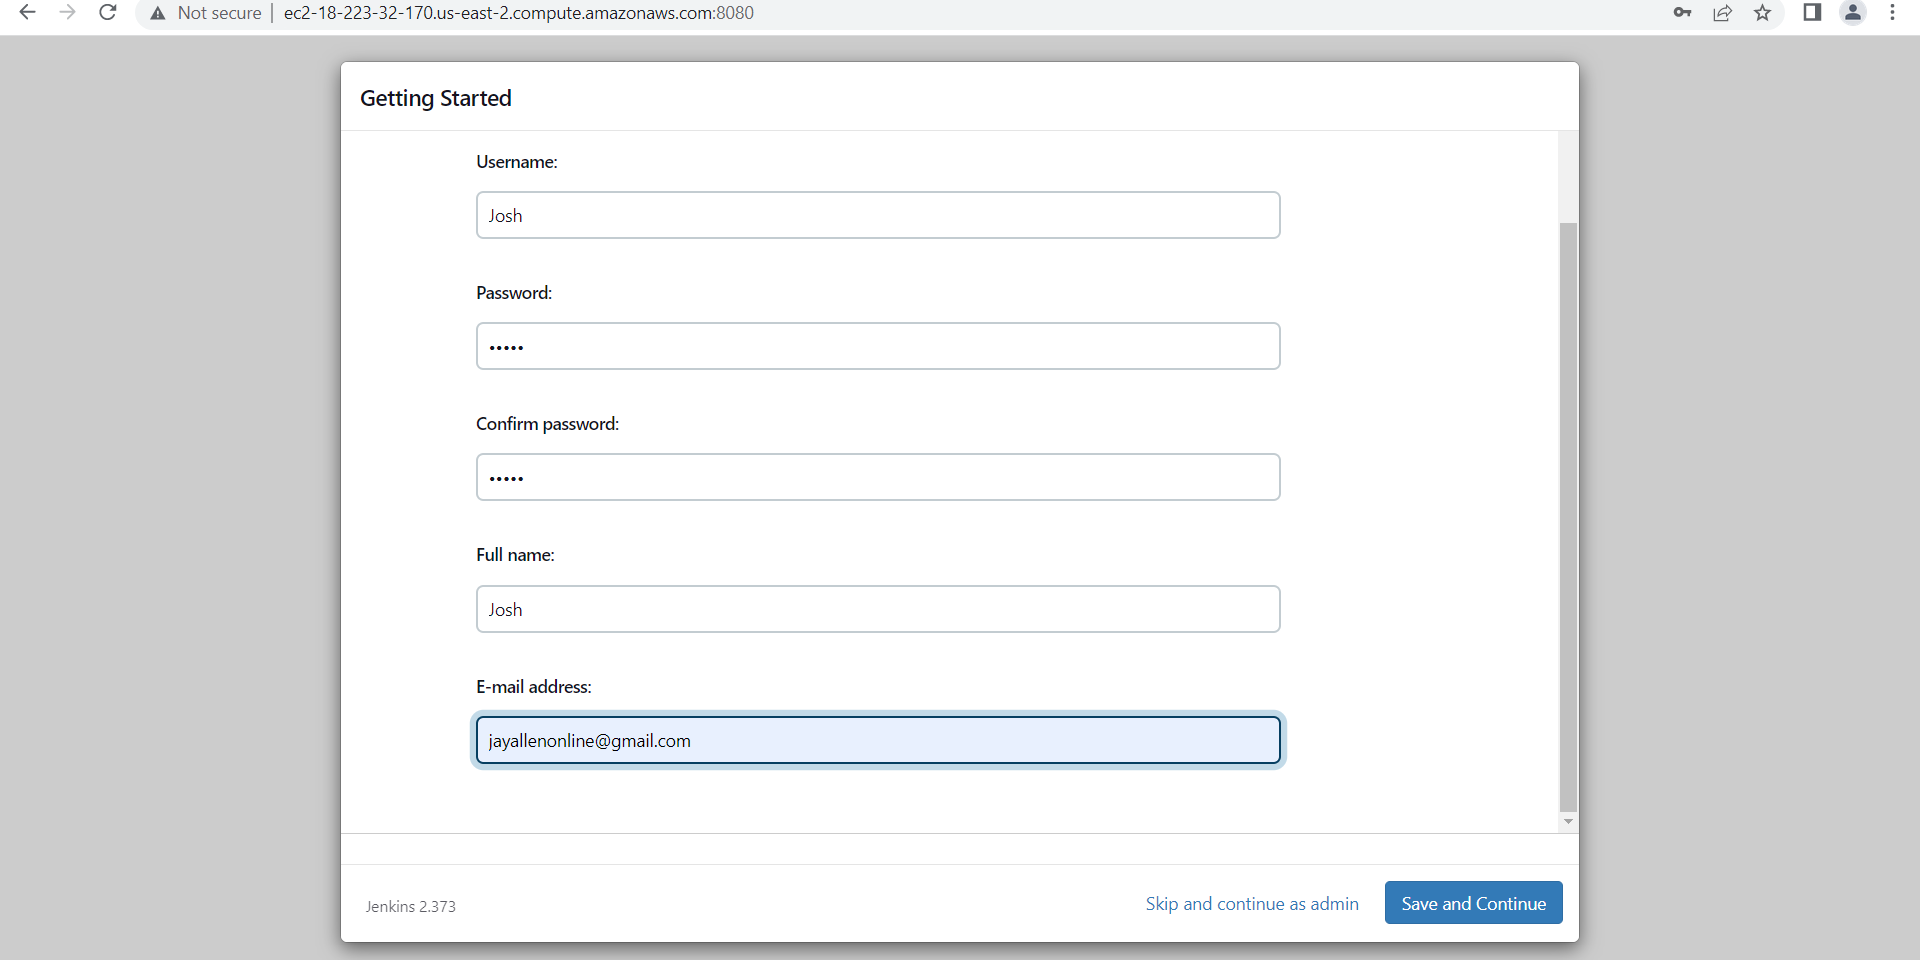 Not secure | ec2-18-223-32-170.us-east-2.compute.amazonaws.com:8080
Getting Started
Username:
Josh
Password:
•••••
Confirm password:
•••••
Full name:
Josh
E-mail address:
jayallenonline@gmail.com
Jenkins 2.373
Skip and continue as admin
Save and Continue